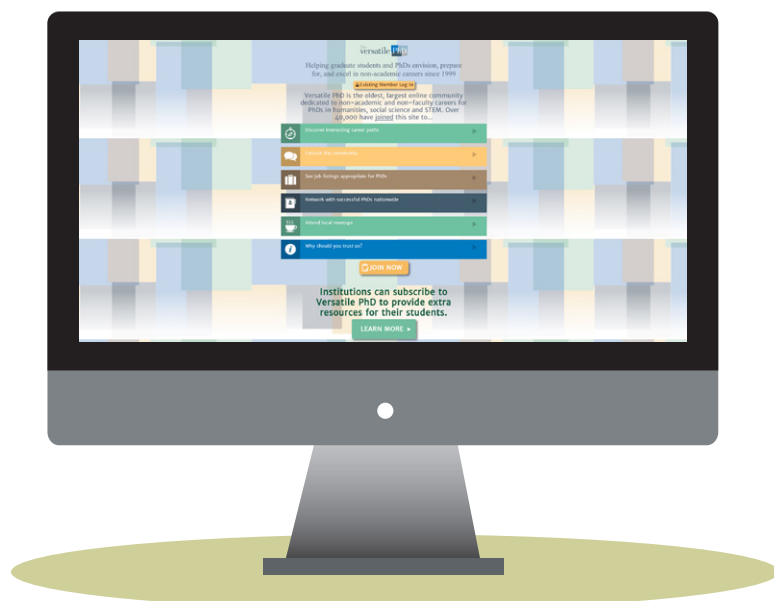 versatile PhD
Helping graduate students and PhDs envision, prepare
for, and excel in non-academic careers since 1999
Existing Member Log In
Versatile PhD is the oldest, largest online community
dedicated to non-academic and non-faculty careers for
PhDs in humanities, social science and STEM. Over
40,000 have joined this site to...
Discover interesting career paths
Consult the community
See job listings appropriate for PhDs
Network with successful PhDs nationwide
Attend local meetups
Why should you trust us?
JOIN NOW
Institutions can subscribe to
Versatile PhD to provide extra
resources for their students.
LEARN MORE